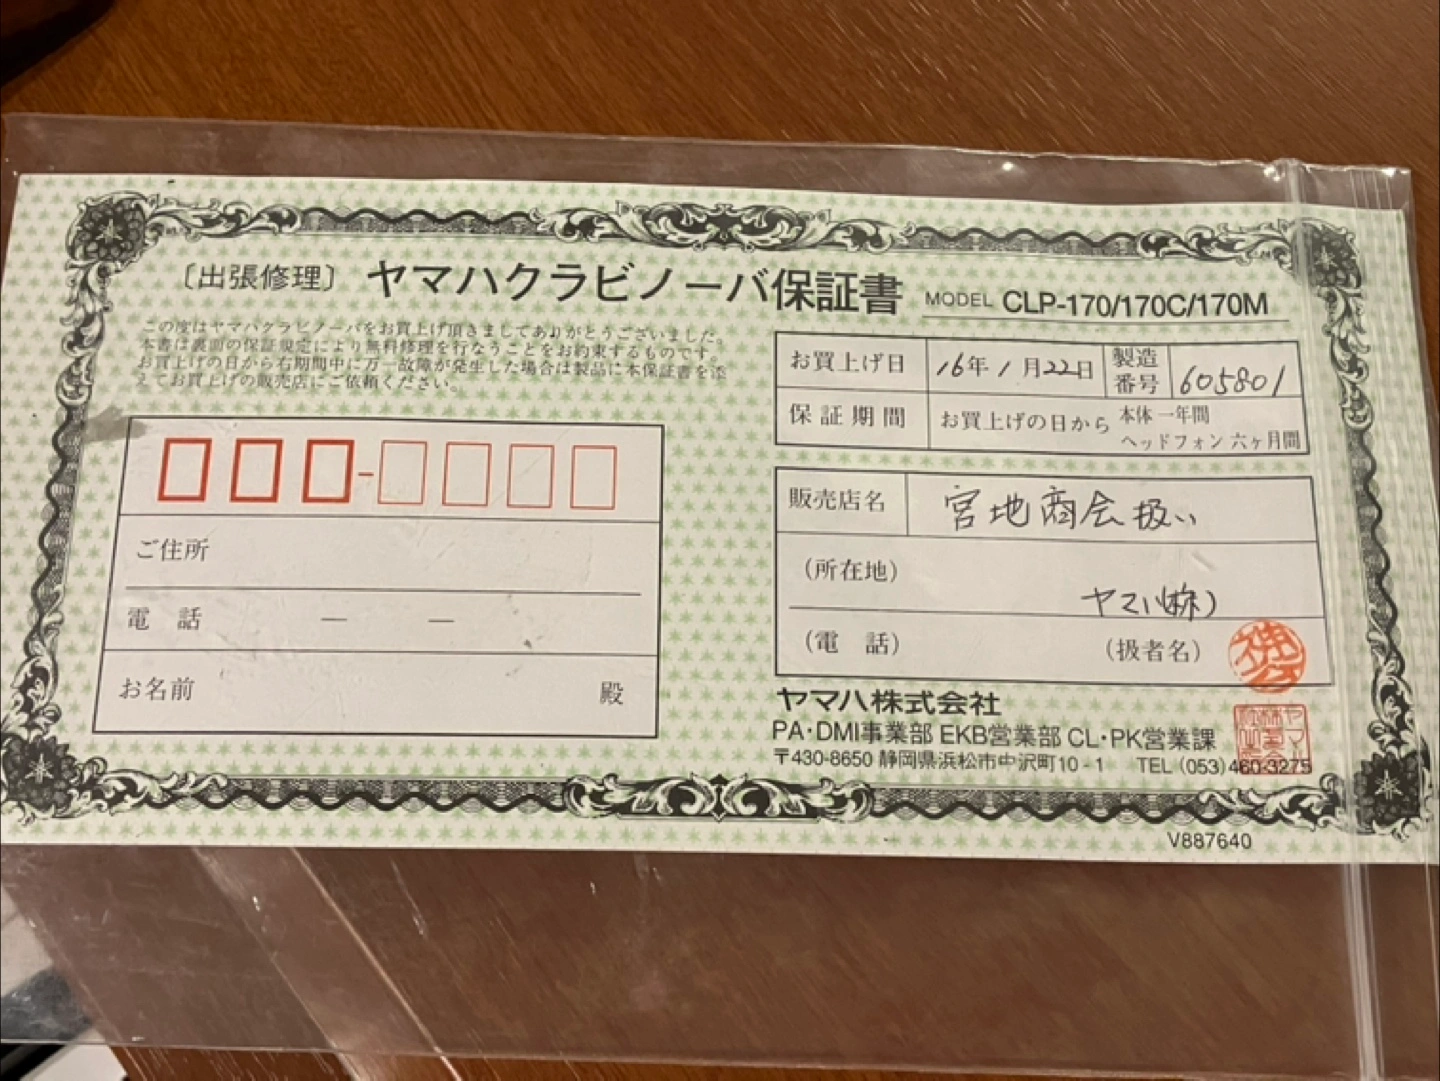 〔出張修理〕 ヤマハクラビノーバ保証書 MODEL CLP-170/170C/170M
この度はヤマハクラビノーバをお買上げ頂きましてありがとうございました。
本書は裏面の保証規定により無料修理を行なうことをお約束するものです。
お買上げの日から右期間中に万一故障が発生した場合は製品に本保証書を添
えてお買上げの販売店にご依頼ください。
お買上げ日 16年1月22日 製造番号 605801
保証期間 お買上げの日から 本体 一年間
ヘッドフォン 六ヶ月間
ご住所
電話 — —
お名前 殿
販売店名 宮地商会扱い
(所在地)
ヤマハ(株)
(電話) (扱者名)
ヤマハ株式会社
PA・DMI事業部 EKB営業部 CL・PK営業課
〒430-8650 静岡県浜松市中沢町10-1 TEL (053)460-3275
V887640